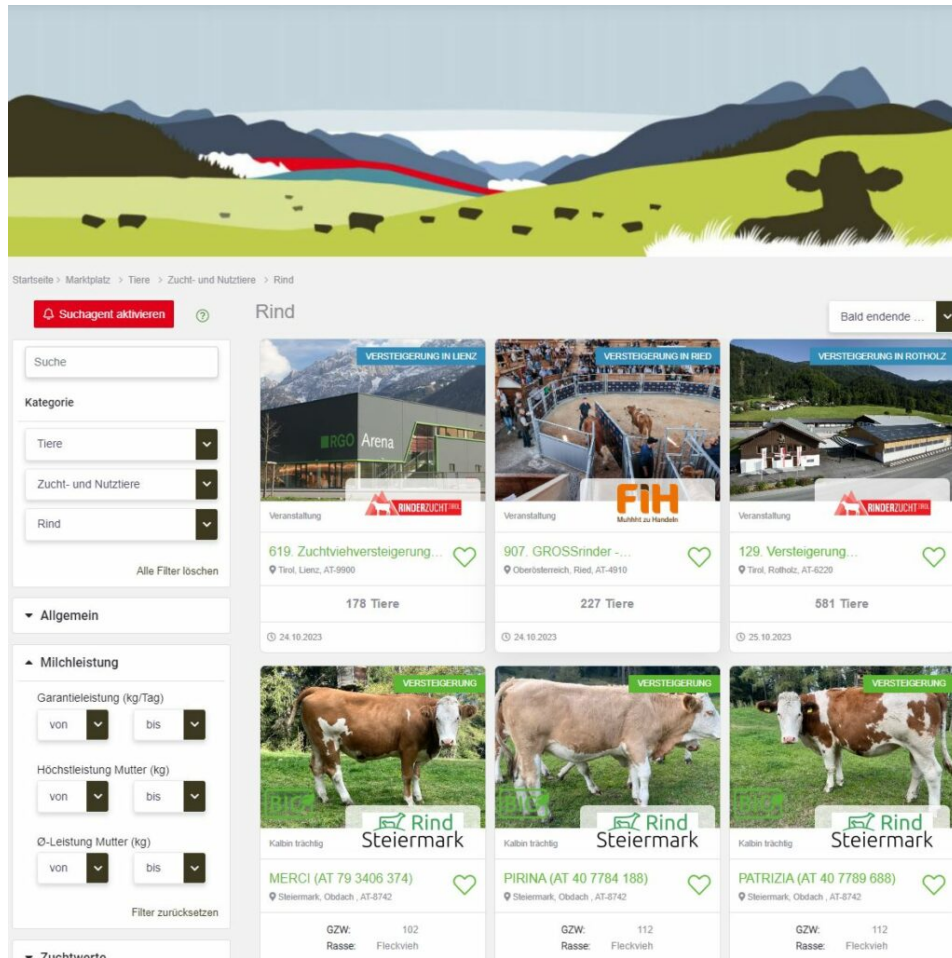 Startseite > Marktplatz > Tiere > Zucht- und Nutztiere > Rind
Suchagent aktivieren
?
Suche
Kategorie
Tiere
Zucht- und Nutztiere
Rind
Alle Filter löschen
Allgemein
Milchleistung
Garantieleistung (kg/Tag)
von bis
Höchstleistung Mutter (kg)
von bis
Ø-Leistung Mutter (kg)
von bis
Filter zurücksetzen
Zuchtwerte
Rind
Bald endende ...
VERSTEIGERUNG IN LIENZ
RGO Arena
RINDERZUCHT TIROL
Veranstaltung
619. Zuchtviehversteigerung...
Tirol, Lienz, AT-9900
178 Tiere
24.10.2023
VERSTEIGERUNG IN RIED
FIH
Muhhht zu Handeln
Veranstaltung
907. GROSSrinder -...
Oberösterreich, Ried, AT-4910
227 Tiere
24.10.2023
VERSTEIGERUNG IN ROTHOLZ
RINDERZUCHT TIROL
Veranstaltung
129. Versteigerung...
Tirol, Rotholz, AT-6220
581 Tiere
25.10.2023
VERSTEIGERUNG
BIO
Rind
Steiermark
Kalbin trächtig
MERCI (AT 79 3406 374)
Steiermark, Obdach , AT-8742
GZW: 102
Rasse: Fleckvieh
VERSTEIGERUNG
BIO
Rind
Steiermark
Kalbin trächtig
PIRINA (AT 40 7784 188)
Steiermark, Obdach , AT-8742
GZW: 112
Rasse: Fleckvieh
VERSTEIGERUNG
BIO
Rind
Steiermark
Kalbin trächtig
PATRIZIA (AT 40 7789 688)
Steiermark, Obdach , AT-8742
GZW: 112
Rasse: Fleckvieh